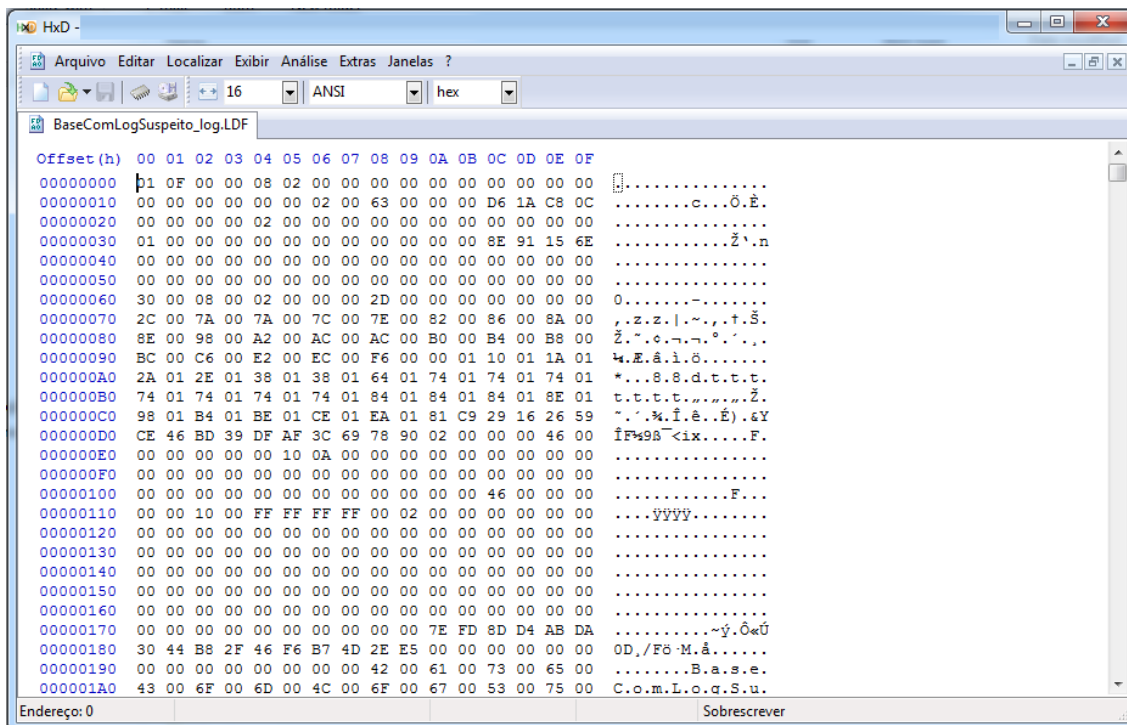 HxD -
Arquivo Editar Localizar Exibir Análise Extras Janelas ?
16 ANSI hex
BaseComLogSuspeito_log.LDF
Offset(h) 00 01 02 03 04 05 06 07 08 09 0A 0B 0C 0D 0E 0F
00000000 01 0F 00 00 08 02 00 00 00 00 00 00 00 00 00 00 ................
00000010 00 00 00 00 00 00 02 00 63 00 00 00 D6 1A C8 0C ........c...Ö.È.
00000020 00 00 00 00 02 00 00 00 00 00 00 00 00 00 00 00 ................
00000030 01 00 00 00 00 00 00 00 00 00 00 00 8E 91 15 6E ............Ž‘.n
00000040 00 00 00 00 00 00 00 00 00 00 00 00 00 00 00 00 ................
00000050 00 00 00 00 00 00 00 00 00 00 00 00 00 00 00 00 ................
00000060 30 00 08 00 02 00 00 00 2D 00 00 00 00 00 00 00 0.......-.......
00000070 2C 00 7A 00 7A 00 7C 00 7E 00 82 00 86 00 8A 00 ,.z.z.|.~.‚.†.Š.
00000080 8E 00 98 00 A2 00 AC 00 AC 00 B0 00 B4 00 B8 00 Ž.˜.¢.¬.¬.°.´.¸.
00000090 BC 00 C6 00 E2 00 EC 00 F6 00 00 01 10 01 1A 01 ¼.Æ.â.ì.ö.......
000000A0 2A 01 2E 01 38 01 38 01 64 01 74 01 74 01 74 01 *...8.8.d.t.t.t.
000000B0 74 01 74 01 74 01 74 01 84 01 84 01 84 01 8E 01 t.t.t.t.„.„.„.Ž.
000000C0 98 01 B4 01 BE 01 CE 01 EA 01 81 C9 29 16 26 59 ˜.´.¾.Î.ê..É).&Y
000000D0 CE 46 BD 39 DF AF 3C 69 78 90 02 00 00 00 46 00 ÎF½9ß¯<ix.....F.
000000E0 00 00 00 00 00 10 0A 00 00 00 00 00 00 00 00 00 ................
000000F0 00 00 00 00 00 00 00 00 00 00 00 00 00 00 00 00 ................
00000100 00 00 00 00 00 00 00 00 00 00 00 00 46 00 00 00 ............F...
00000110 00 00 10 00 FF FF FF FF 00 02 00 00 00 00 00 00 ....ÿÿÿÿ........
00000120 00 00 00 00 00 00 00 00 00 00 00 00 00 00 00 00 ................
00000130 00 00 00 00 00 00 00 00 00 00 00 00 00 00 00 00 ................
00000140 00 00 00 00 00 00 00 00 00 00 00 00 00 00 00 00 ................
00000150 00 00 00 00 00 00 00 00 00 00 00 00 00 00 00 00 ................
00000160 00 00 00 00 00 00 00 00 00 00 00 00 00 00 00 00 ................
00000170 00 00 00 00 00 00 00 00 00 00 7E FD 8D D4 AB DA ..........~ý.Ô«Ú
00000180 30 44 B8 2F 46 F6 B7 4D 2E E5 00 00 00 00 00 00 0D¸/Fö·M.å......
00000190 00 00 00 00 00 00 00 00 42 00 61 00 73 00 65 00 ........B.a.s.e.
000001A0 43 00 6F 00 6D 00 4C 00 6F 00 67 00 53 00 75 00 C.o.m.L.o.g.S.u.
Endereço: 0 Sobrescrever